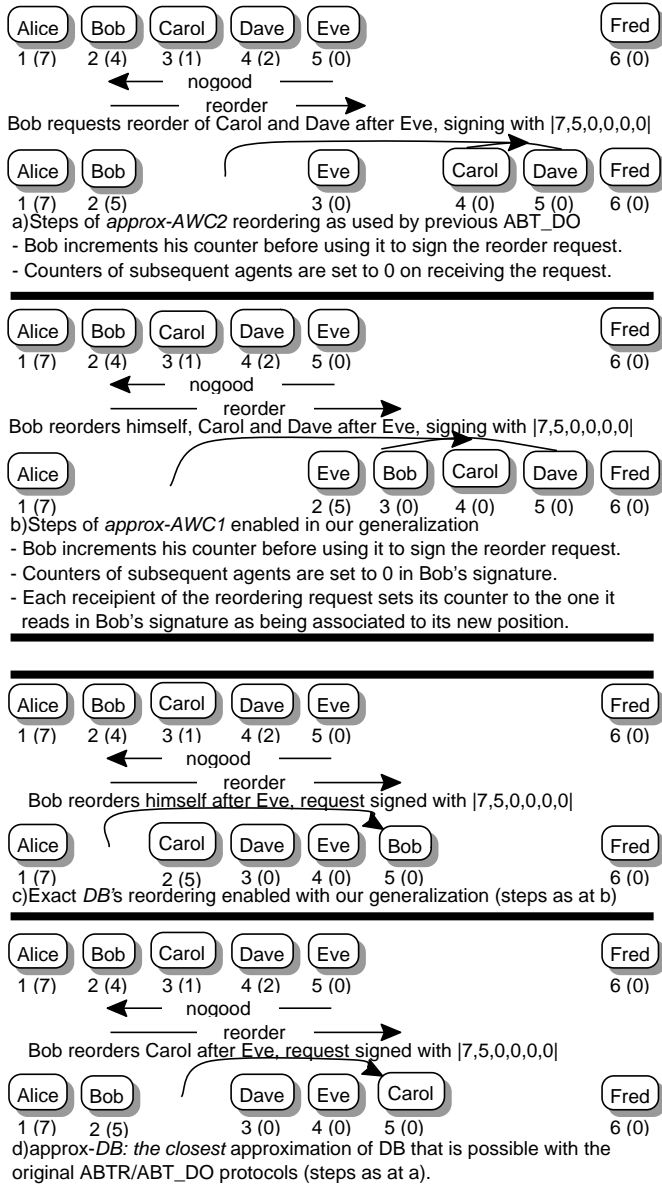 Alice Bob Carol Dave Eve Fred
1 (7) 2 (4) 3 (1) 4 (2) 5 (0) 6 (0)
nogood
reorder
Bob requests reorder of Carol and Dave after Eve, signing with |7,5,0,0,0,0|
Alice Bob Eve Carol Dave Fred
1 (7) 2 (5) 3 (0) 4 (0) 5 (0) 6 (0)
a)Steps of approx-AWC2 reordering as used by previous ABT_DO
- Bob increments his counter before using it to sign the reorder request.
- Counters of subsequent agents are set to 0 on receiving the request.
Alice Bob Carol Dave Eve Fred
1 (7) 2 (4) 3 (1) 4 (2) 5 (0) 6 (0)
nogood
reorder
Bob reorders himself, Carol and Dave after Eve, signing with |7,5,0,0,0,0|
Alice Eve Bob Carol Dave Fred
1 (7) 2 (5) 3 (0) 4 (0) 5 (0) 6 (0)
b)Steps of approx-AWC1 enabled in our generalization
- Bob increments his counter before using it to sign the reorder request.
- Counters of subsequent agents are set to 0 in Bob's signature.
- Each receipient of the reordering request sets its counter to the one it
reads in Bob's signature as being associated to its new position.
Alice Bob Carol Dave Eve Fred
1 (7) 2 (4) 3 (1) 4 (2) 5 (0) 6 (0)
nogood
reorder
Bob reorders himself after Eve, request signed with |7,5,0,0,0,0|
Alice Carol Dave Eve Bob Fred
1 (7) 2 (5) 3 (0) 4 (0) 5 (0) 6 (0)
c)Exact DB's reordering enabled with our generalization (steps as at b)
Alice Bob Carol Dave Eve Fred
1 (7) 2 (4) 3 (1) 4 (2) 5 (0) 6 (0)
nogood
reorder
Bob reorders Carol after Eve, request signed with |7,5,0,0,0,0|
Alice Bob Dave Eve Carol Fred
1 (7) 2 (5) 3 (0) 4 (0) 5 (0) 6 (0)
d)approx-DB: the closest approximation of DB that is possible with the
original ABTR/ABT_DO protocols (steps as at a).